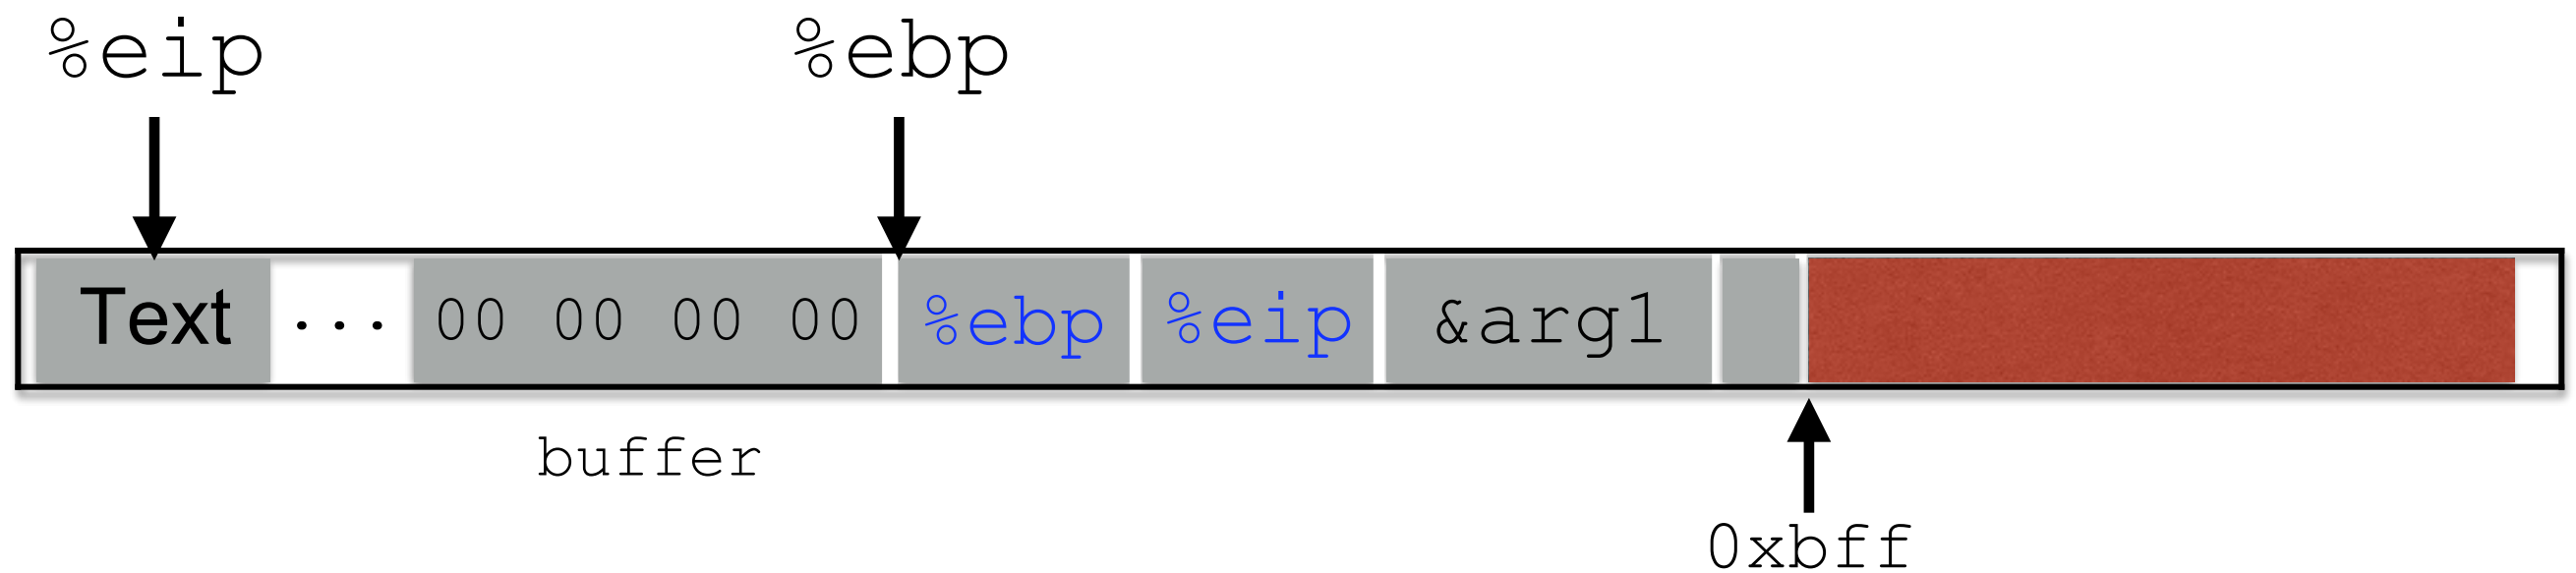 %eip %ebp
Text ... 00 00 00 00 %ebp %eip &arg1
buffer
0xbff